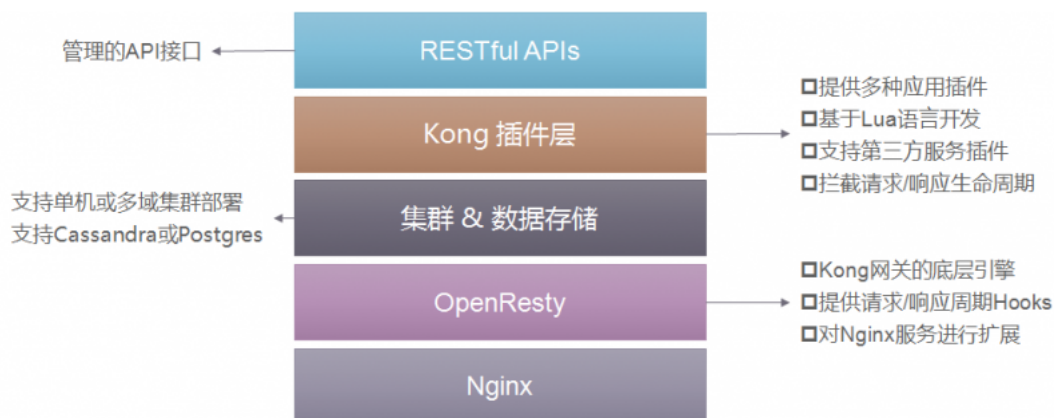 管理的API接口
RESTful APIs
Kong 插件层
提供多种应用插件
基于Lua语言开发
支持第三方服务插件
拦截请求/响应生命周期
支持单机或多域集群部署
支持Cassandra或Postgres
集群 & 数据存储
OpenResty
Kong网关的底层引擎
提供请求/响应周期Hooks
对Nginx服务进行扩展
Nginx